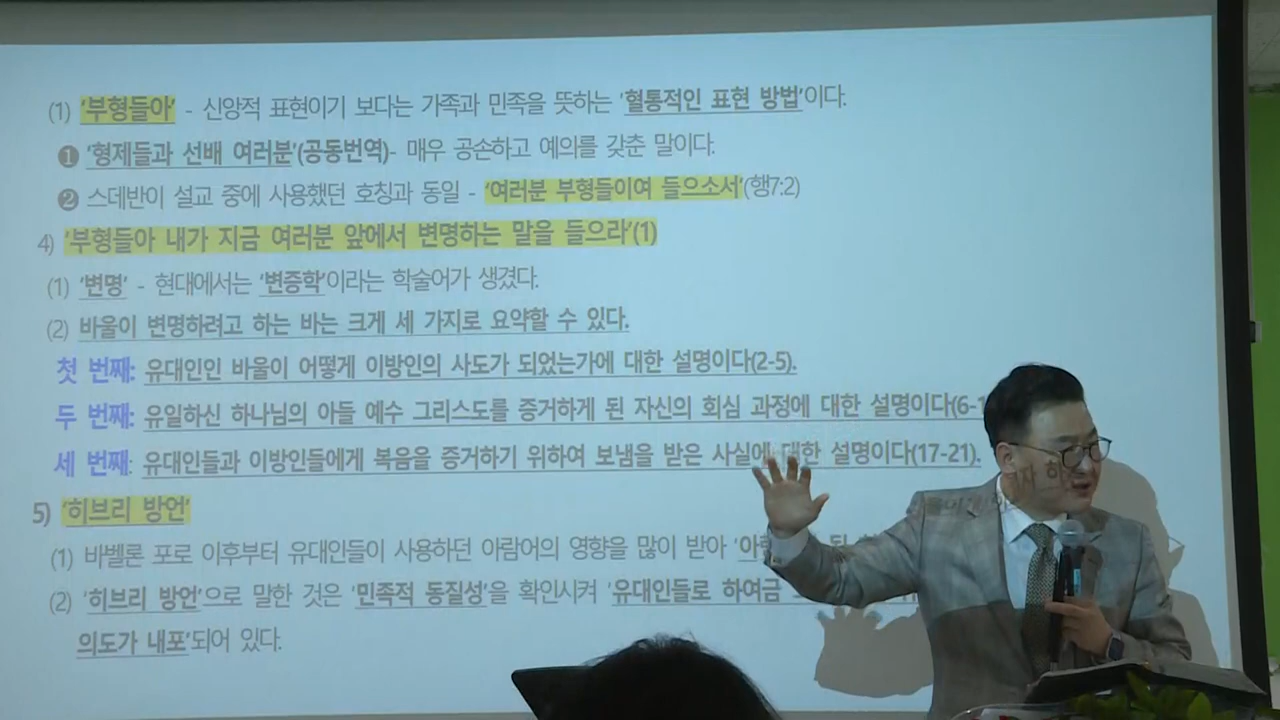 (1) '부형들아' - 신앙적 표현이기 보다는 가족과 민족을 뜻하는 '혈통적인 표현 방법'이다.
❶ '형제들과 선배 여러분'(공동번역)- 매우 공손하고 예의를 갖춘 말이다.
❷ 스데반이 설교 중에 사용했던 호칭과 동일 - '여러분 부형들이여 들으소서'(행7:2)
4) '부형들아 내가 지금 여러분 앞에서 변명하는 말을 들으라'(1)
(1) '변명' - 현대에서는 '변증학'이라는 학술어가 생겼다.
(2) 바울이 변명하려고 하는 바는 크게 세 가지로 요약할 수 있다.
첫 번째: 유대인인 바울이 어떻게 이방인의 사도가 되었는가에 대한 설명이다(2-5).
두 번째: 유일하신 하나님의 아들 예수 그리스도를 증거하게 된 자신의 회심 과정에 대한 설명이다(6-1
세 번째: 유대인들과 이방인들에게 복음을 증거하기 위하여 보냄을 받은 사실에 대한 설명이다(17-21).
5) '히브리 방언'
(1) 바벨론 포로 이후부터 유대인들이 사용하던 아람어의 영향을 많이 받아
(2) '히브리 방언'으로 말한 것은 '민족적 동질성'을 확인시켜 '유대인들로 하여금
의도가 내포'되어 있다.